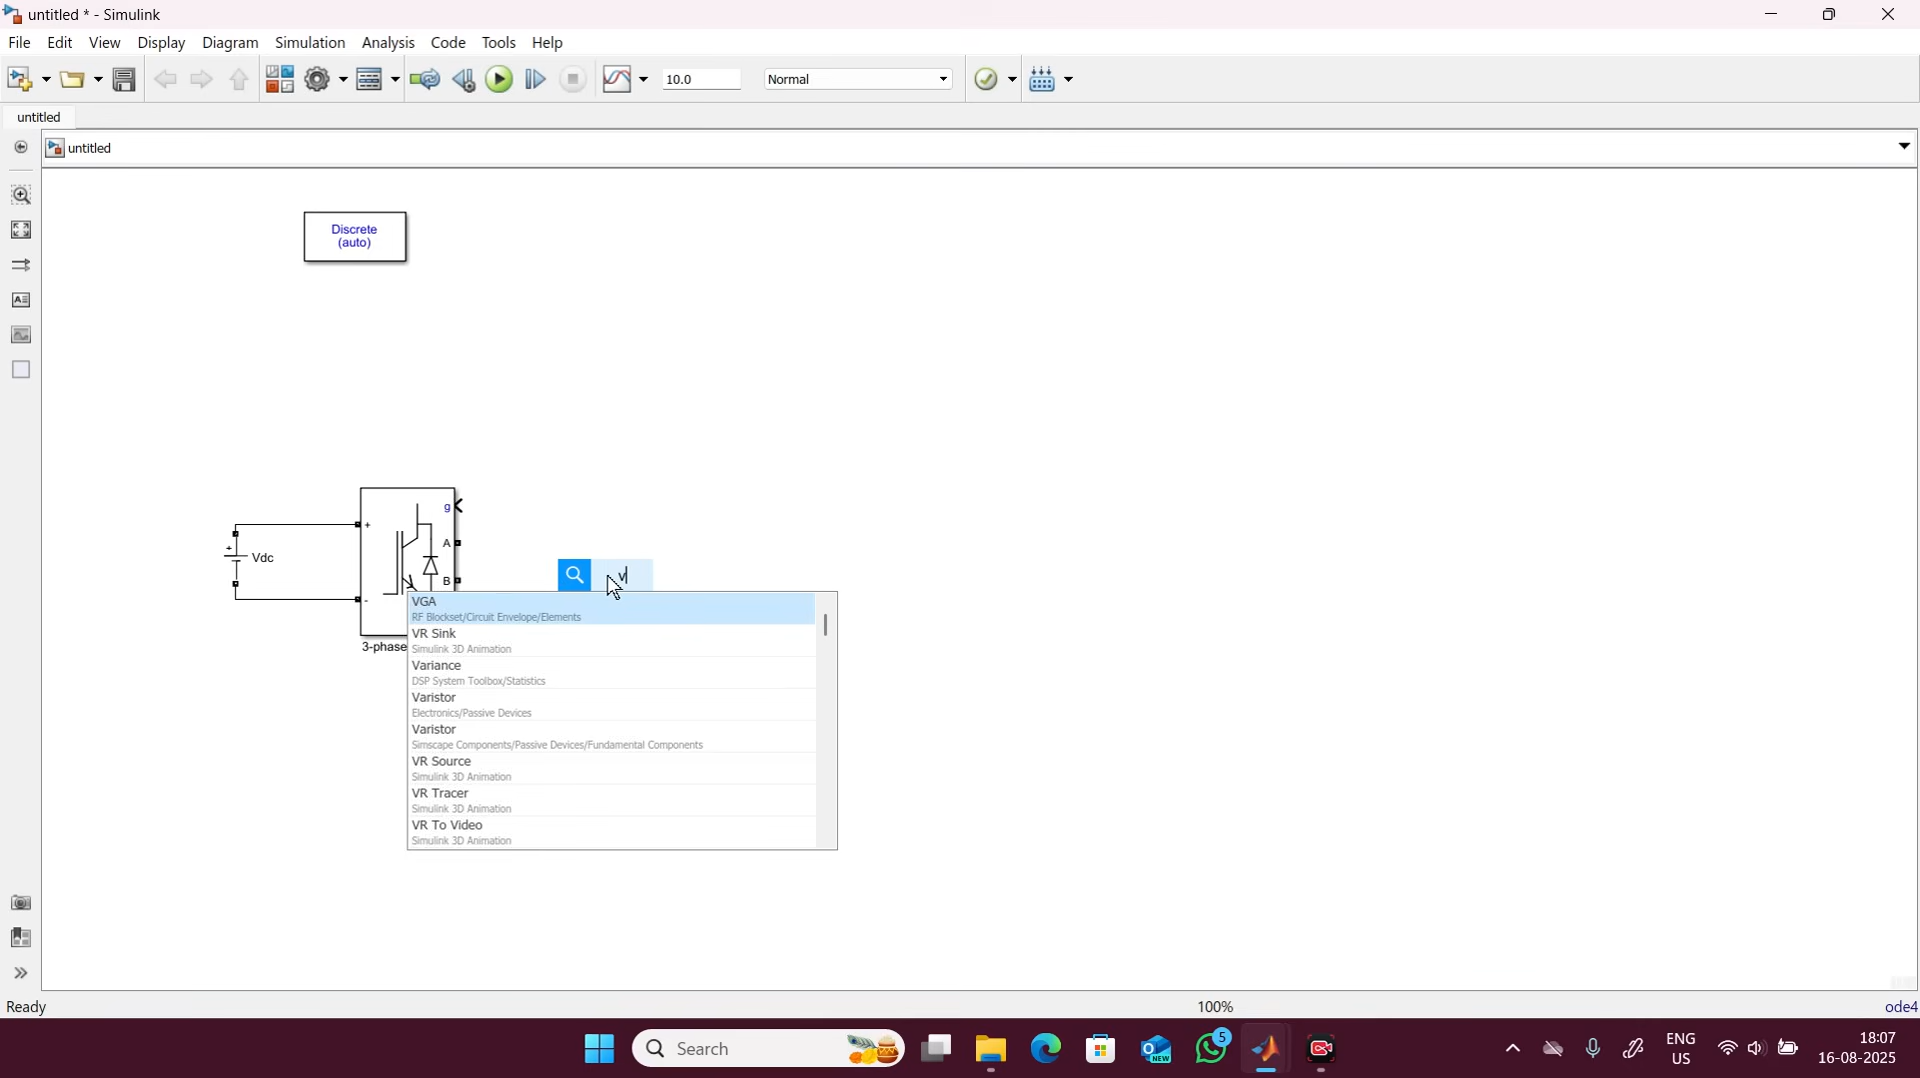 untitled * - Simulink
File Edit View Display Diagram Simulation Analysis Code Tools Help
10.0
Normal
untitled
untitled
Discrete
(auto)
g
A
+
+
Vdc
v
B
-
VGA
RF Blockset/Circuit Envelope/Elements
VR Sink
3-phase
Simulink 3D Animation
Variance
DSP System Toolbox/Statistics
Varistor
Electronics/Passive Devices
Varistor
Simscape Components/Passive Devices/Fundamental Components
VR Source
Simulink 3D Animation
VR Tracer
Simulink 3D Animation
VR To Video
Simulink 3D Animation
Ready
100%
ode4
Search
NEW
5
ENG
US
18:07
16-08-2025